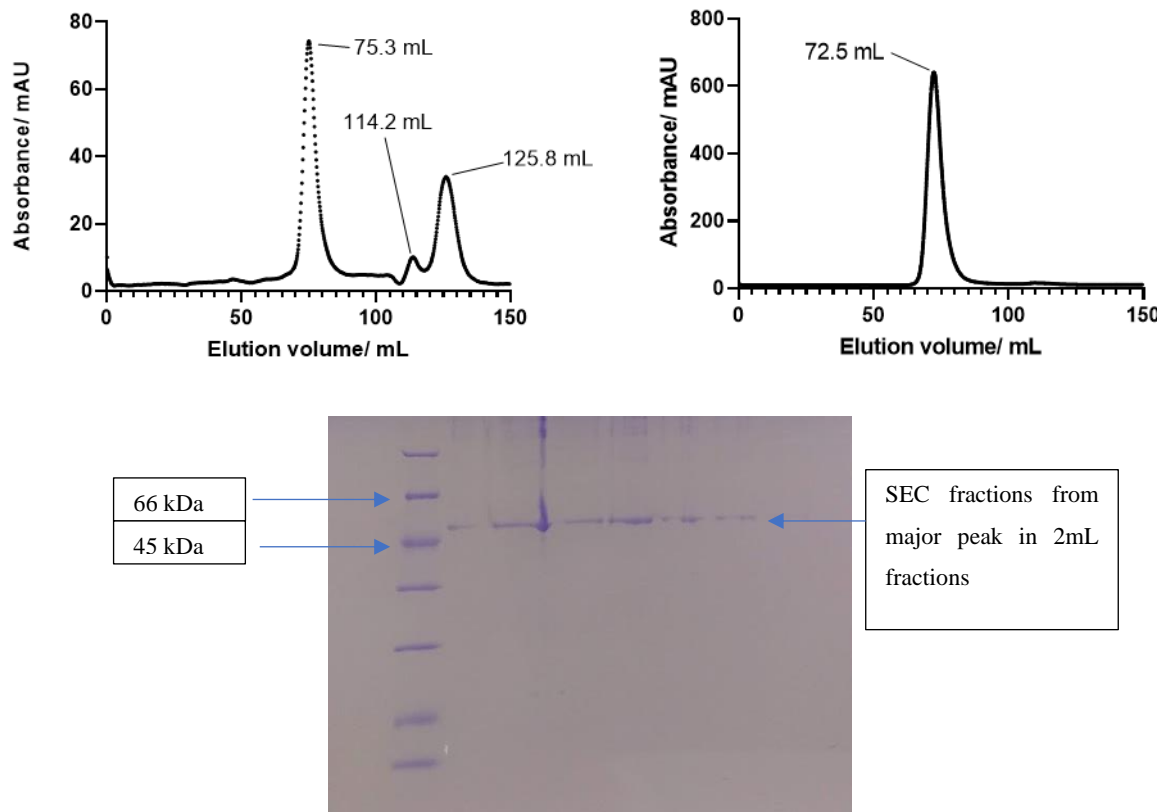 80
60
40
20
0
Absorbance/ mAU
75.3 mL
114.2 mL
125.8 mL
0 50 100 150
Elution volume/ mL
800
600
400
200
0
Absorbance/ mAU
72.5 mL
0 50 100 150
Elution volume/ mL
66 kDa
45 kDa
SEC fractions from
major peak in 2mL
fractions